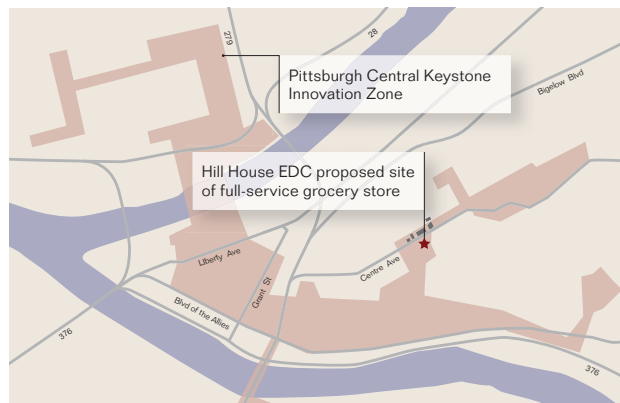 279
28
Pittsburgh Central Keystone
Innovation Zone
Bigelow Blvd
Hill House EDC proposed site
of full-service grocery store
Liberty Ave
Centre Ave
Grant St
Blvd of the Allies
376
376